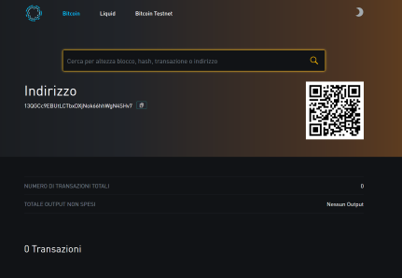 Bitcoin Liquid Bitcoin Testnet
Cerca per altezza blocco, hash, transazione o indirizzo
Indirizzo
NUMERO DI TRANSAZIONI TOTALI 0
TOTALE OUTPUT NON SPESI Nessun Output
0 Transazioni